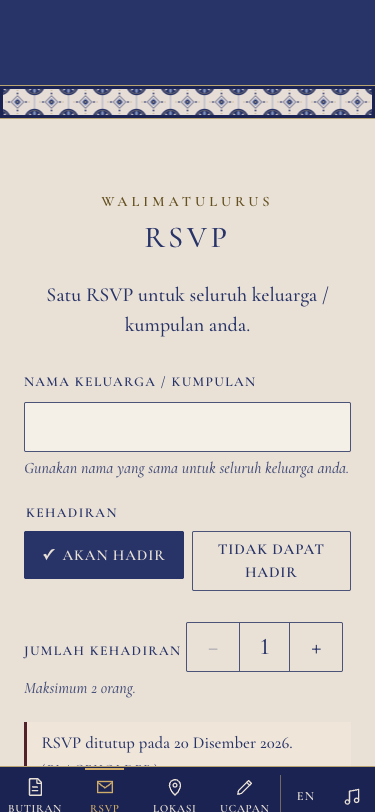 WALIMATULURUS
RSVP
Satu RSVP untuk seluruh keluarga /
kumpulan anda.
NAMA KELUARGA / KUMPULAN
Gunakan nama yang sama untuk seluruh keluarga anda.
KEHADIRAN
✓ AKAN HADIR
TIDAK DAPAT
HADIR
JUMLAH KEHADIRAN
− 1 +
Maksimum 2 orang.
RSVP ditutup pada 20 Disember 2026.
BUTIRAN RSVP LOKASI UCAPAN EN